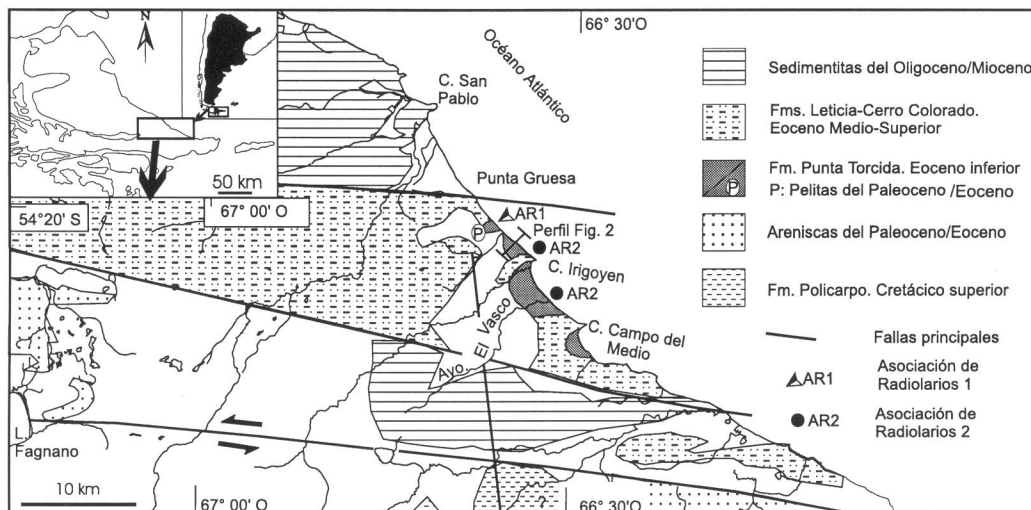 N
50 km
66° 30'O
Océano Atlántico
C. San
Pablo
Punta Gruesa
54°20' S
67° 00' O
AR1
P
Perfil Fig. 2
AR2
C. Irigoyen
AR2
Ayo. El Vasco
C. Campo del
Medio
L.
Fagnano
10 km
67° 00' O
66° 30'O
Sedimentitas del Oligoceno/Mioceno
Fms. Leticia-Cerro Colorado.
Eoceno Medio-Superior
Fm. Punta Torcida. Eoceno inferior
P
P: Pelitas del Paleoceno /Eoceno
Areniscas del Paleoceno/Eoceno
Fm. Policarpo. Cretácico superior
Fallas principales
AR1
Asociación de
Radiolarios 1
AR2
Asociación de
Radiolarios 2